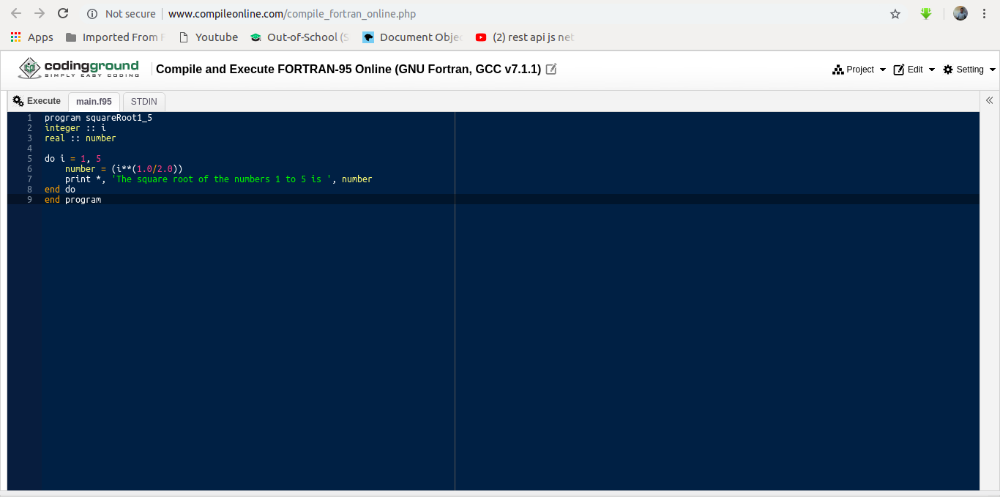 Not secure www.compileonline.com/compile_fortran_online.php
Apps Imported From Youtube Out-of-School (S Document Obje (2) rest api js net
codingground Compile and Execute FORTRAN-95 Online (GNU Fortran, GCC v7.1.1) Project Edit Setting
SIMPLY EASY CODING
Execute main.f95 STDIN
1 program squareRoot1_5
2 integer :: i
3 real :: number
4
5 do i = 1, 5
6     number = (i**(1.0/2.0))
7     print *, 'The square root of the numbers 1 to 5 is ', number
8 end do
9 end program